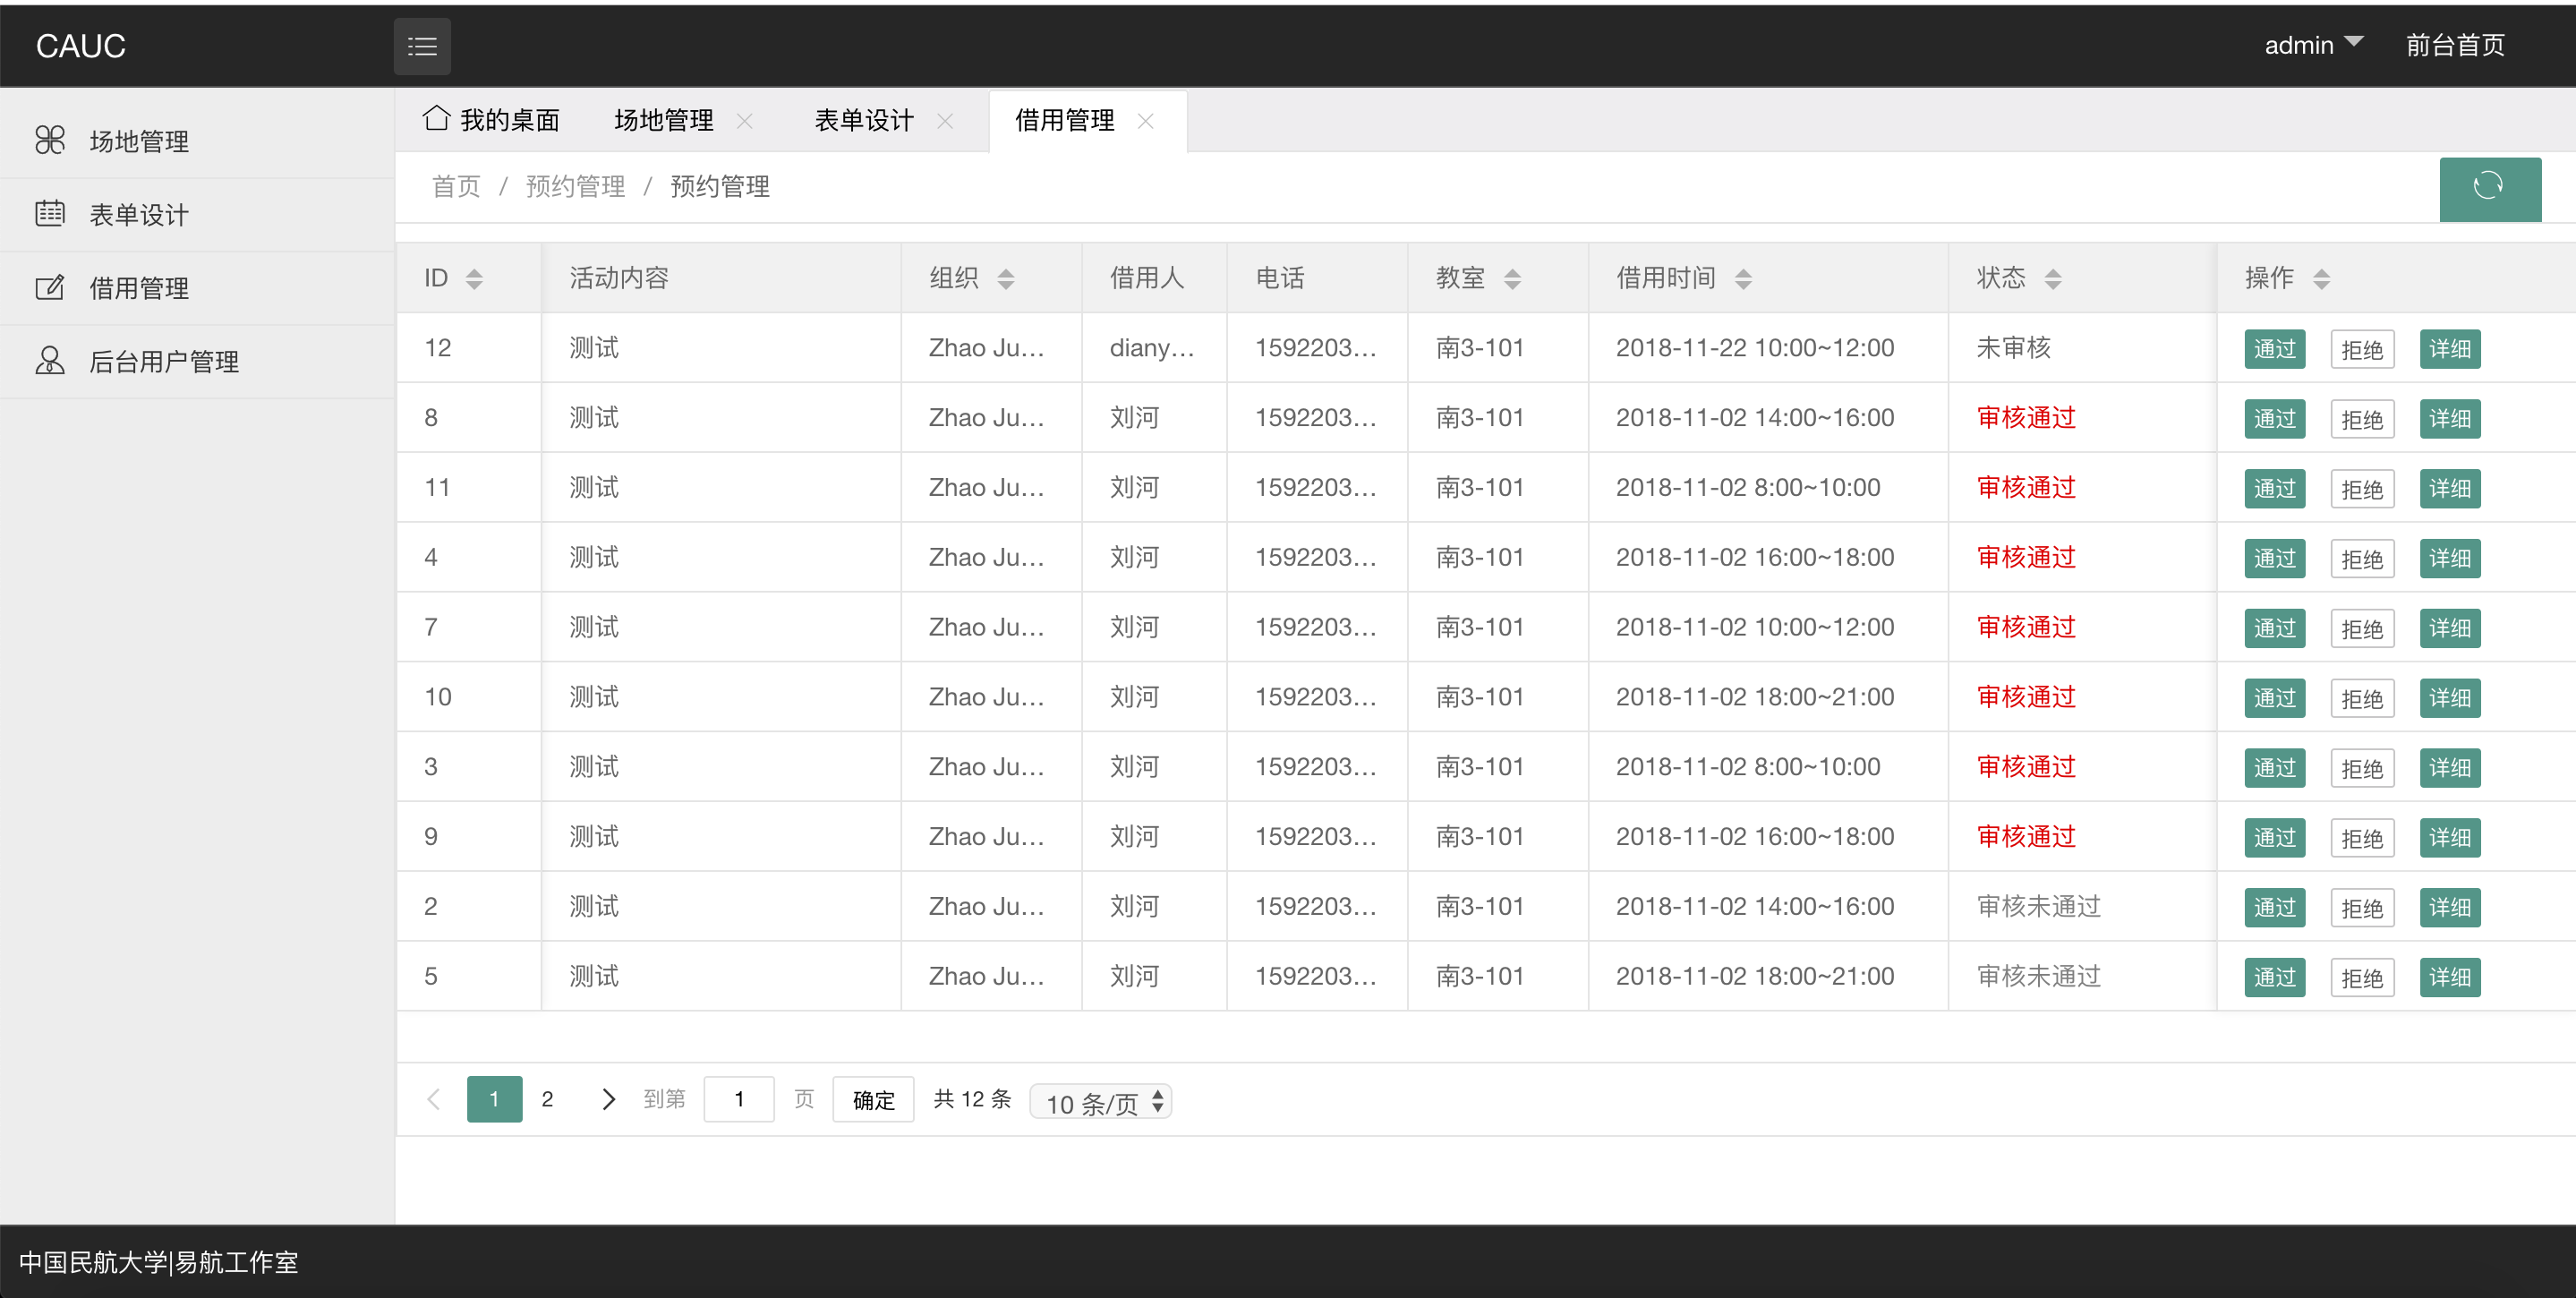 CAUC admin 前台首页
场地管理
表单设计
借用管理
后台用户管理
我的桌面 场地管理 表单设计 借用管理
首页 / 预约管理 / 预约管理
ID 活动内容 组织 借用人 电话 教室 借用时间 状态 操作
12 测试 Zhao Ju... diany... 1592203... 南3-101 2018-11-22 10:00~12:00 未审核 通过 拒绝 详细
8 测试 Zhao Ju... 刘河 1592203... 南3-101 2018-11-02 14:00~16:00 审核通过 通过 拒绝 详细
11 测试 Zhao Ju... 刘河 1592203... 南3-101 2018-11-02 8:00~10:00 审核通过 通过 拒绝 详细
4 测试 Zhao Ju... 刘河 1592203... 南3-101 2018-11-02 16:00~18:00 审核通过 通过 拒绝 详细
7 测试 Zhao Ju... 刘河 1592203... 南3-101 2018-11-02 10:00~12:00 审核通过 通过 拒绝 详细
10 测试 Zhao Ju... 刘河 1592203... 南3-101 2018-11-02 18:00~21:00 审核通过 通过 拒绝 详细
3 测试 Zhao Ju... 刘河 1592203... 南3-101 2018-11-02 8:00~10:00 审核通过 通过 拒绝 详细
9 测试 Zhao Ju... 刘河 1592203... 南3-101 2018-11-02 16:00~18:00 审核通过 通过 拒绝 详细
2 测试 Zhao Ju... 刘河 1592203... 南3-101 2018-11-02 14:00~16:00 审核未通过 通过 拒绝 详细
5 测试 Zhao Ju... 刘河 1592203... 南3-101 2018-11-02 18:00~21:00 审核未通过 通过 拒绝 详细
1 2 到第 1 页 确定 共 12 条 10 条/页
中国民航大学|易航工作室